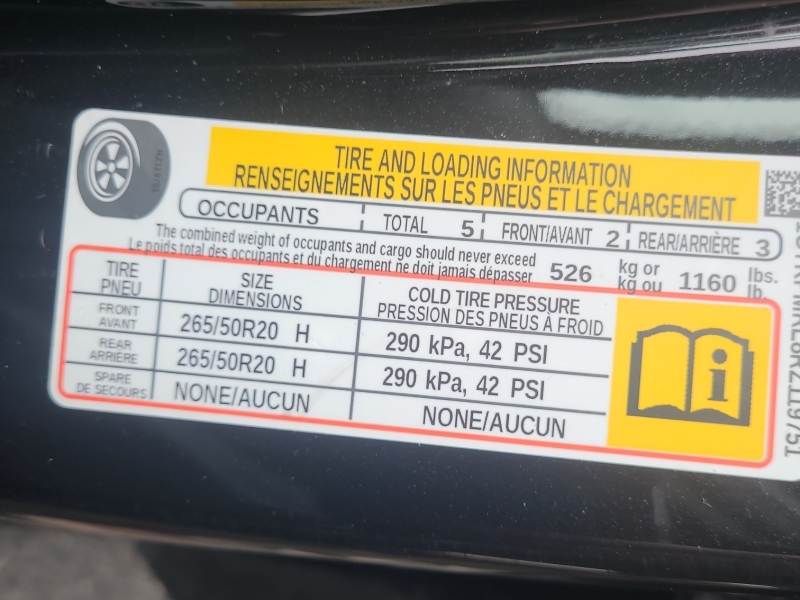 TIRE AND LOADING INFORMATION
RENSEIGNEMENTS SUR LES PNEUS ET LE CHARGEMENT
OCCUPANTS TOTAL 5 FRONT/AVANT 2 REAR/ARRIÈRE 3
The combined weight of occupants and cargo should never exceed
Le poids total des occupants et du chargement ne doit jamais dépasser
526 kg or kg ou 1160 lbs. lb.
TIRE PNEU
SIZE DIMENSIONS
COLD TIRE PRESSURE
PRESSION DES PNEUS À FROID
FRONT AVANT 265/50R20 H 290 kPa, 42 PSI
REAR ARRIÈRE 265/50R20 H 290 kPa, 42 PSI
SPARE DE SECOURS NONE/AUCUN NONE/AUCUN